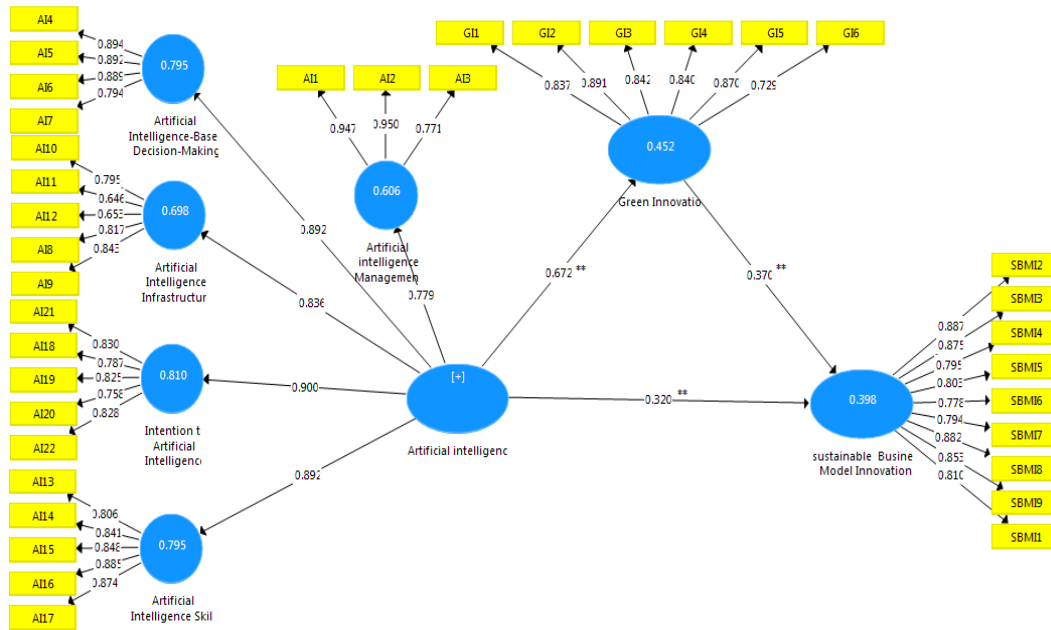 AI4
AI5
AI6
AI7
0.894
0.892
0.889
0.794
0.795
Artificial
Intelligence-Base
Decision-Making
AI10
AI11
AI12
AI8
AI9
0.795
0.646
0.653
0.817
0.843
0.698
Artificial
Intelligence
Infrastructur
AI21
AI18
AI19
AI20
AI22
0.830
0.787
0.825
0.758
0.828
0.810
Intention t
Artificial
Intelligenc
AI13
AI14
AI15
AI16
AI17
0.806
0.841
0.848
0.885
0.874
0.795
Artificial
Intelligence Skil
AI1
AI2
AI3
0.947
0.950
0.771
0.606
Artificial
intelligence
Managemen
0.892
0.836
0.900
0.892
0.779
[+]
Artificial intelligenc
GI1
GI2
GI3
GI4
GI5
GI6
0.837
0.891
0.842
0.840
0.870
0.729
0.452
Green Innovatio
0.672 **
0.370 **
0.320 **
0.398
sustainable Busine
Model Innovation
0.887
0.875
0.795
0.803
0.778
0.794
0.882
0.853
0.810
SBMI2
SBMI3
SBMI4
SBMI5
SBMI6
SBMI7
SBMI8
SBMI9
SBMI1